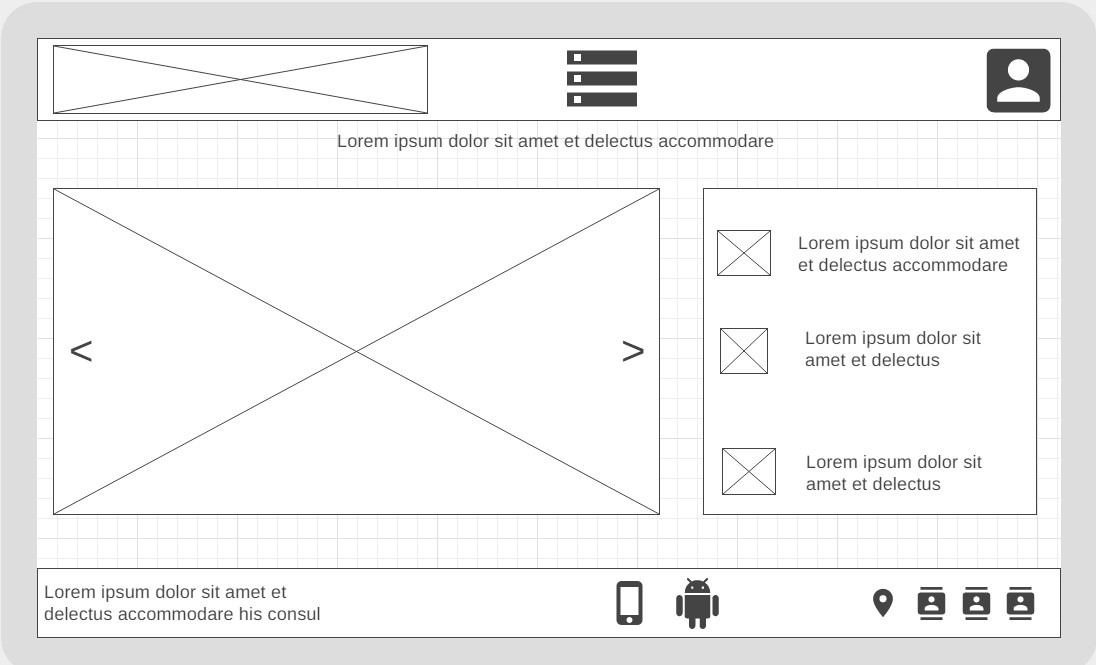 Lorem ipsum dolor sit amet et delectus accommodare
< >
Lorem ipsum dolor sit amet
et delectus accommodare
Lorem ipsum dolor sit
amet et delectus
Lorem ipsum dolor sit
amet et delectus
Lorem ipsum dolor sit amet et
delectus accommodare his consul